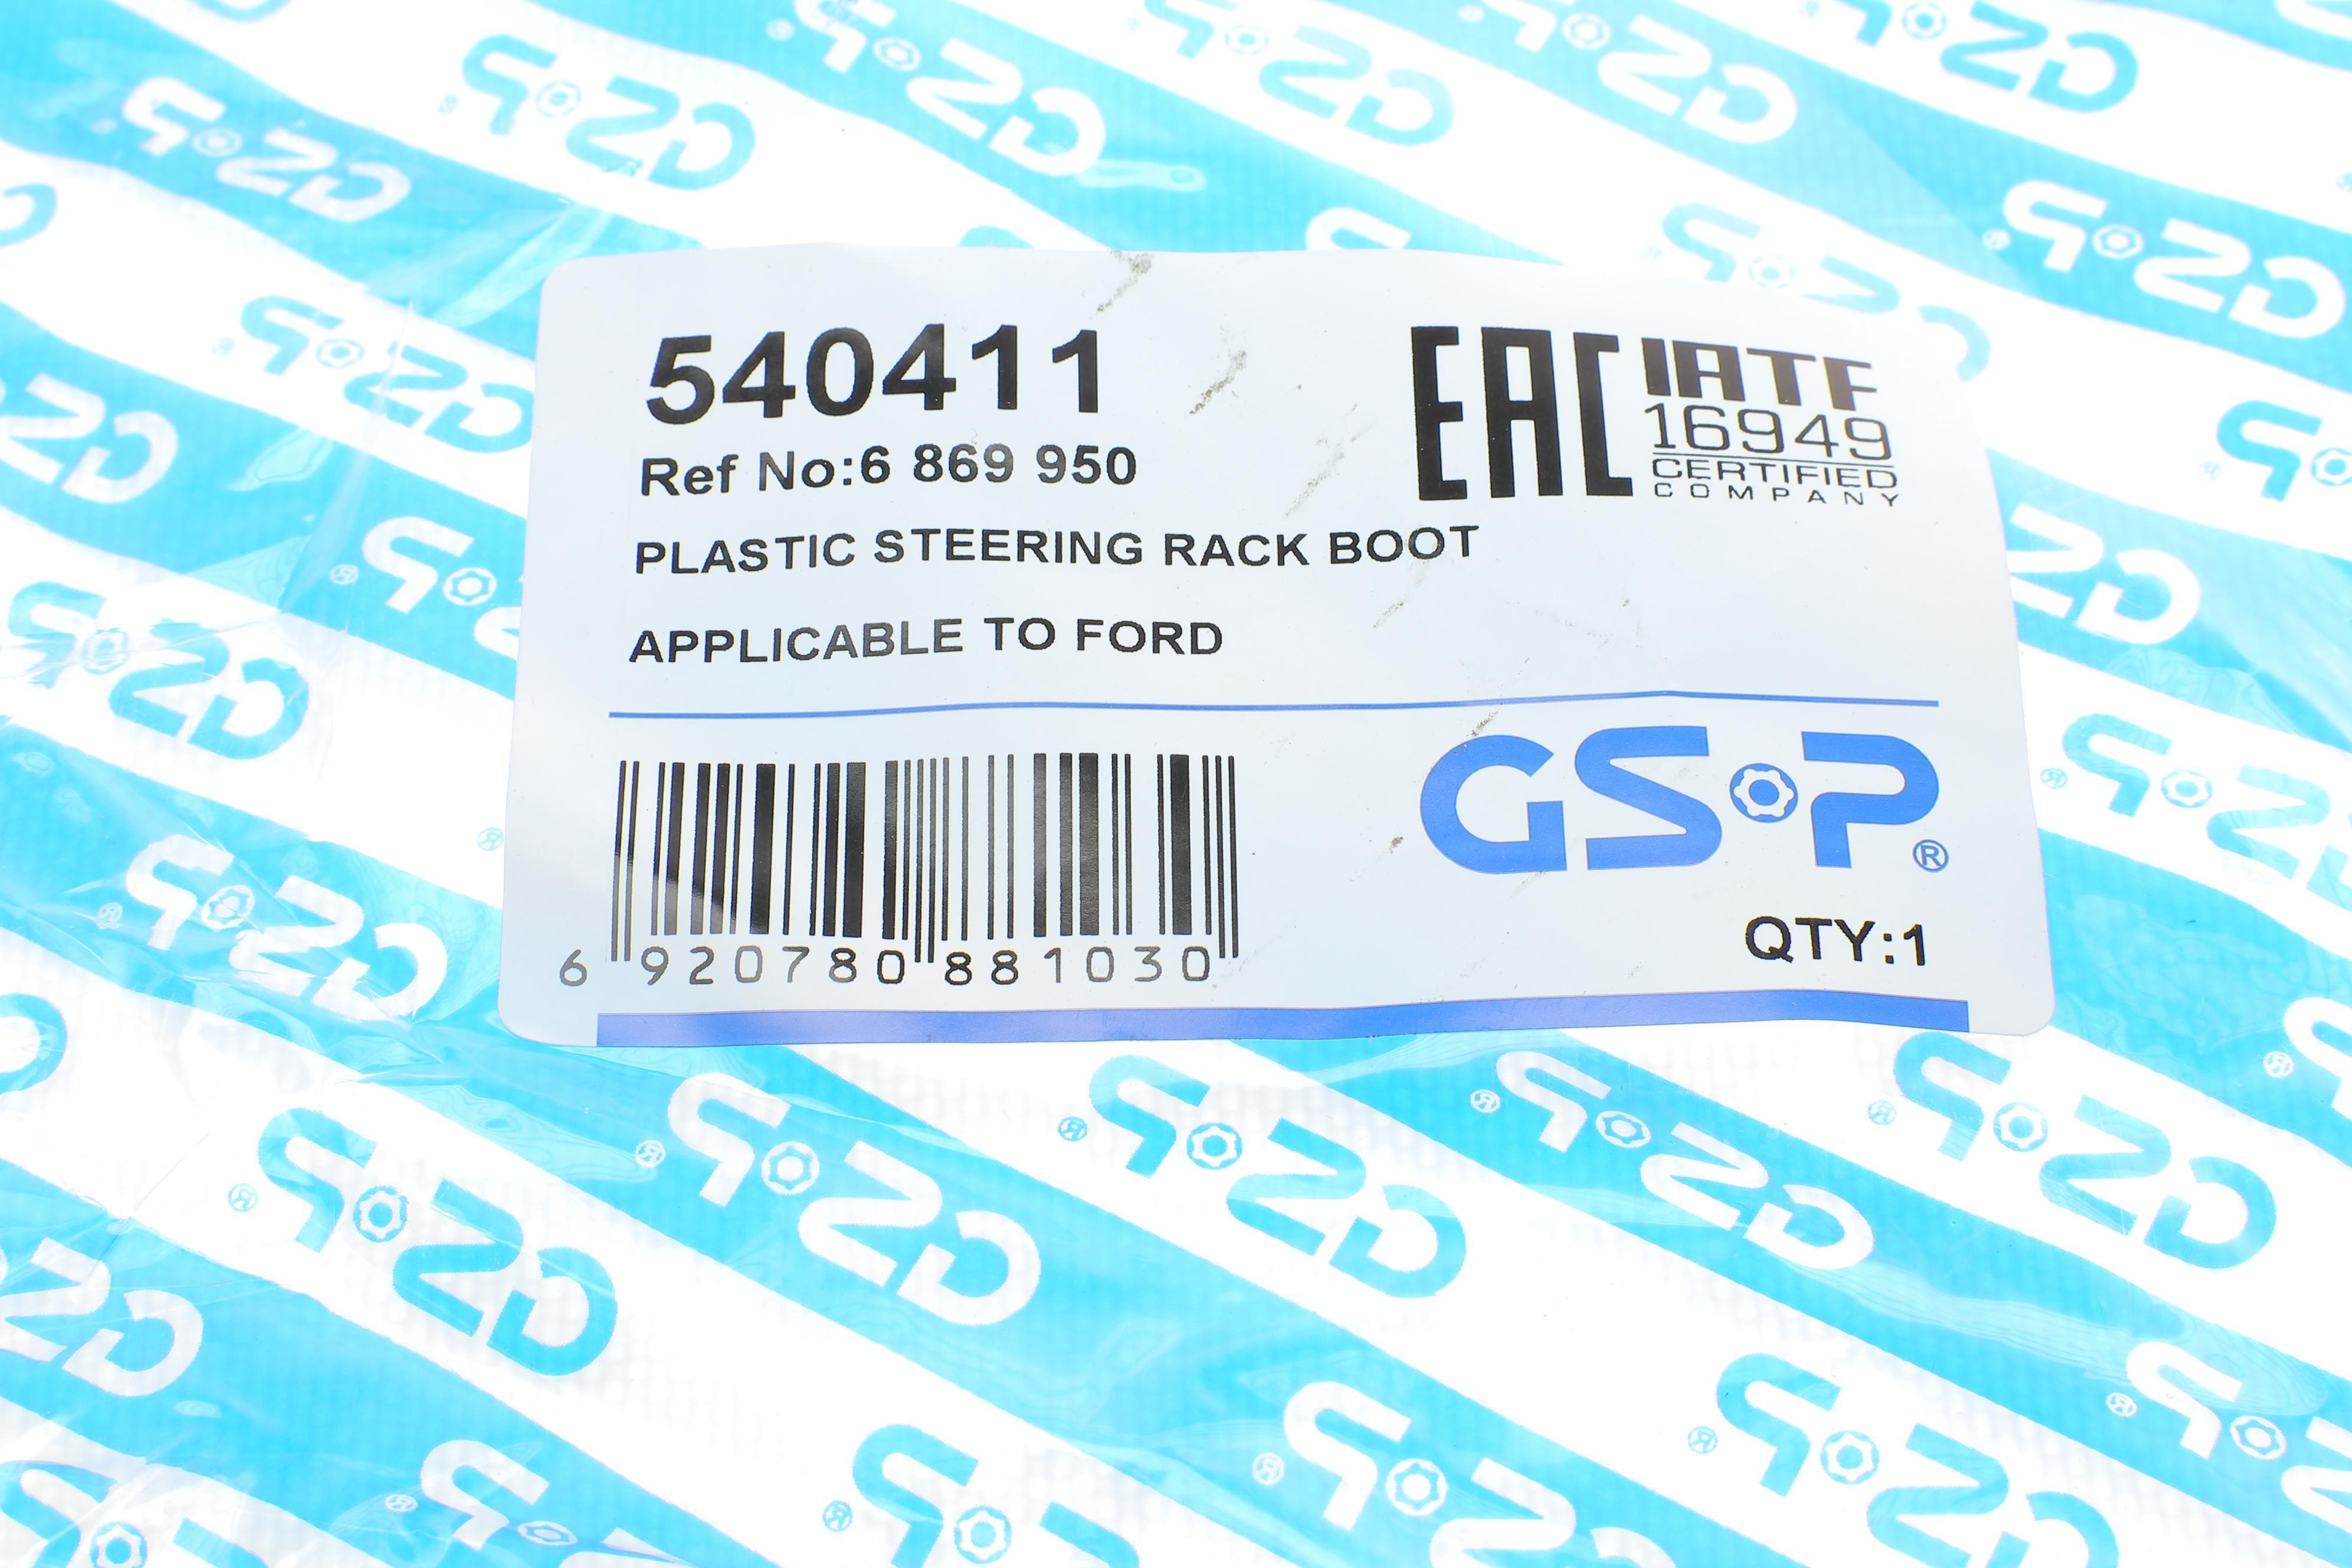 540411
Ref No:6 869 950
PLASTIC STEERING RACK BOOT
APPLICABLE TO FORD
EAC
IATF
16949
CERTIFIED
COMPANY
GSP®
QTY:1
6 920780 881030